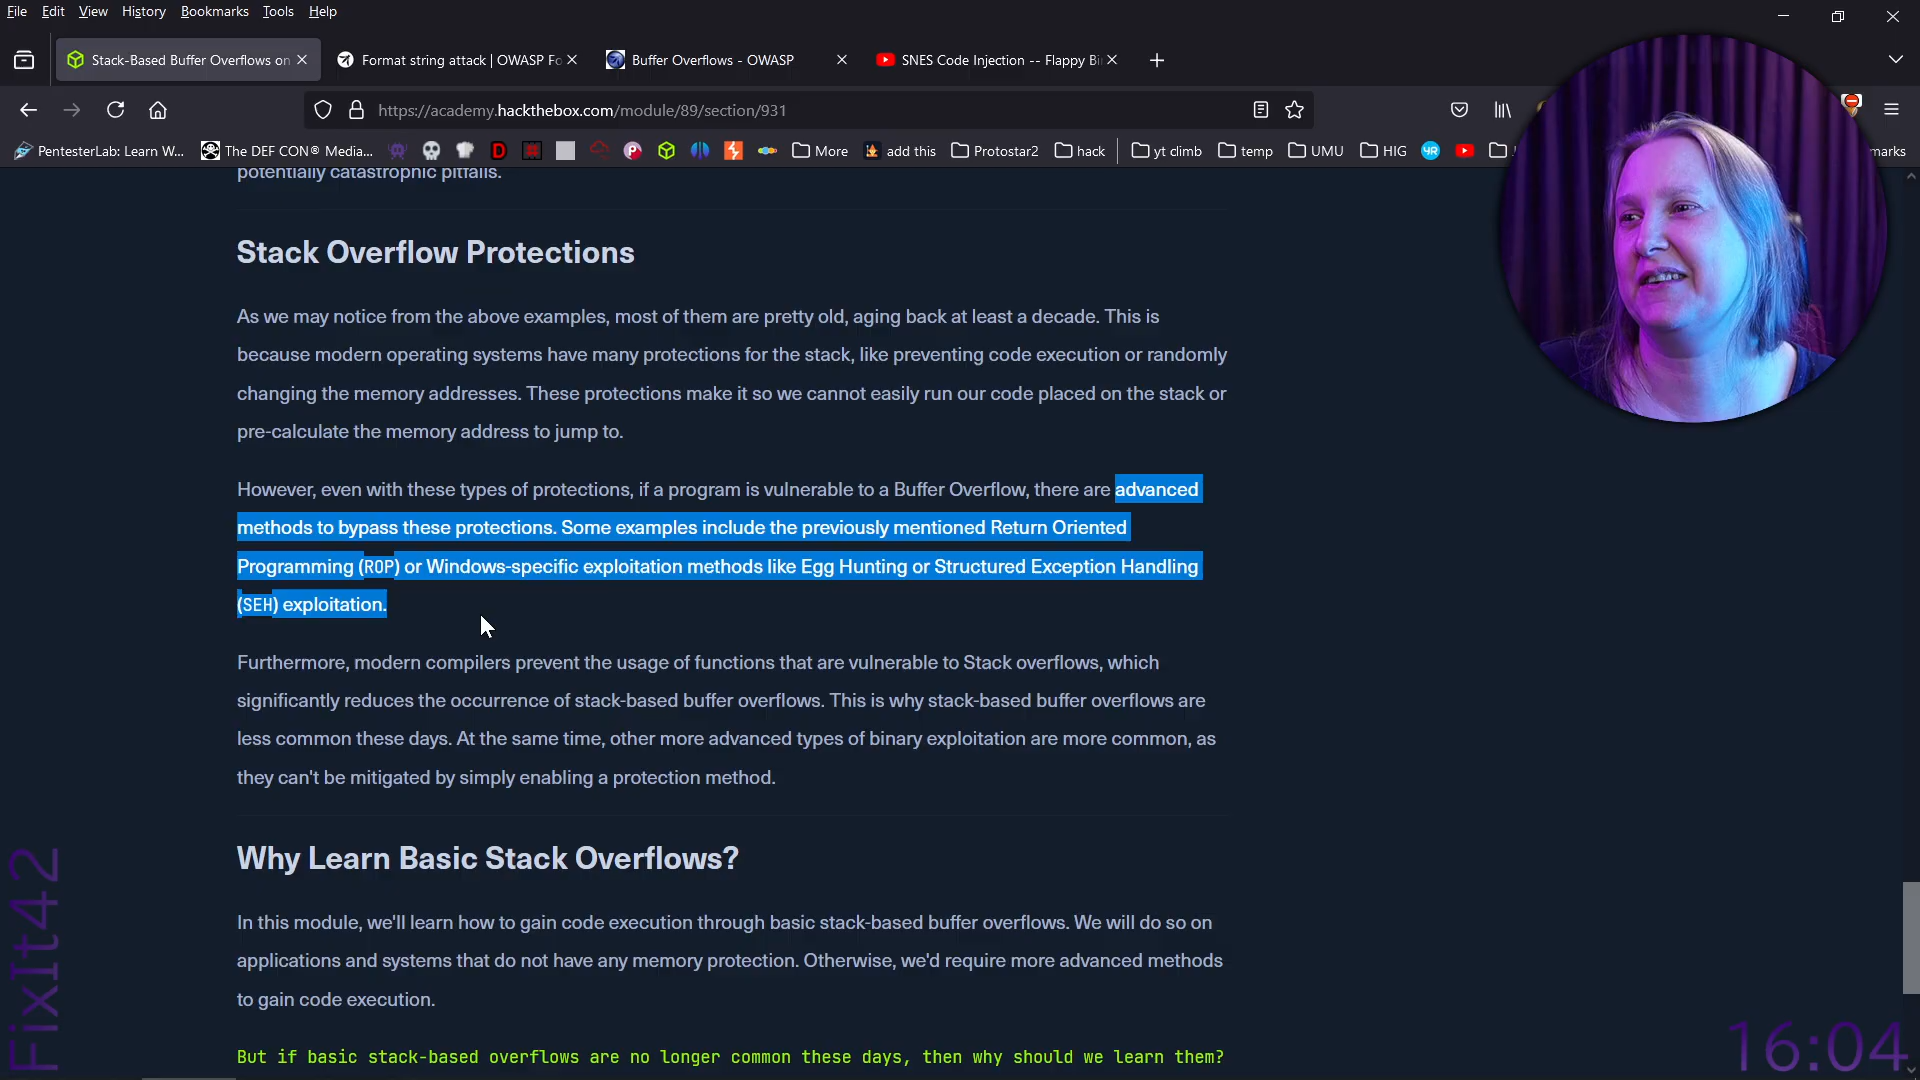 File Edit View History Bookmarks Tools Help
Stack-Based Buffer Overflows on
Format string attack | OWASP Fo
Buffer Overflows - OWASP
SNES Code Injection -- Flappy Bi
https://academy.hackthebox.com/module/89/section/931
PentesterLab: Learn W... The DEF CON® Media... More add this Protostar2 hack yt climb temp UMU HIG
potentially catastrophic pitfalls.
Stack Overflow Protections
As we may notice from the above examples, most of them are pretty old, aging back at least a decade. This is
because modern operating systems have many protections for the stack, like preventing code execution or randomly
changing the memory addresses. These protections make it so we cannot easily run our code placed on the stack or
pre-calculate the memory address to jump to.
However, even with these types of protections, if a program is vulnerable to a Buffer Overflow, there are advanced
methods to bypass these protections. Some examples include the previously mentioned Return Oriented
Programming (ROP) or Windows-specific exploitation methods like Egg Hunting or Structured Exception Handling
(SEH) exploitation.
Furthermore, modern compilers prevent the usage of functions that are vulnerable to Stack overflows, which
significantly reduces the occurrence of stack-based buffer overflows. This is why stack-based buffer overflows are
less common these days. At the same time, other more advanced types of binary exploitation are more common, as
they can't be mitigated by simply enabling a protection method.
Why Learn Basic Stack Overflows?
In this module, we'll learn how to gain code execution through basic stack-based buffer overflows. We will do so on
applications and systems that do not have any memory protection. Otherwise, we'd require more advanced methods
to gain code execution.
But if basic stack-based overflows are no longer common these days, then why should we learn them?
FixIt42
16:04